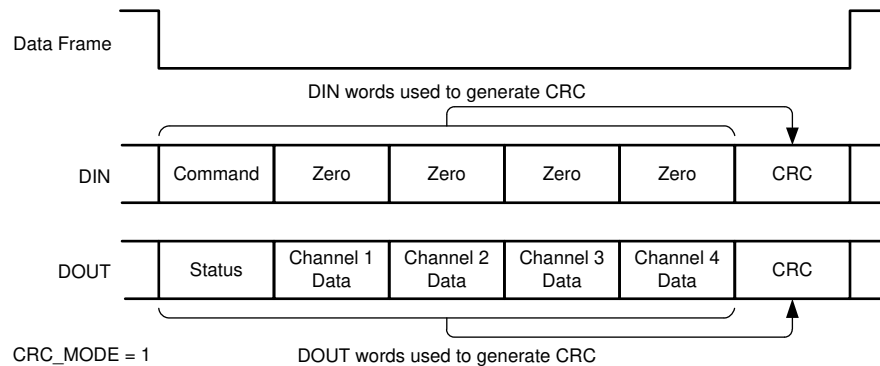 Data Frame
DIN words used to generate CRC
DIN
Command
Zero
Zero
Zero
Zero
CRC
DOUT
Status
Channel 1
Data
Channel 2
Data
Channel 3
Data
Channel 4
Data
CRC
CRC_MODE = 1
DOUT words used to generate CRC